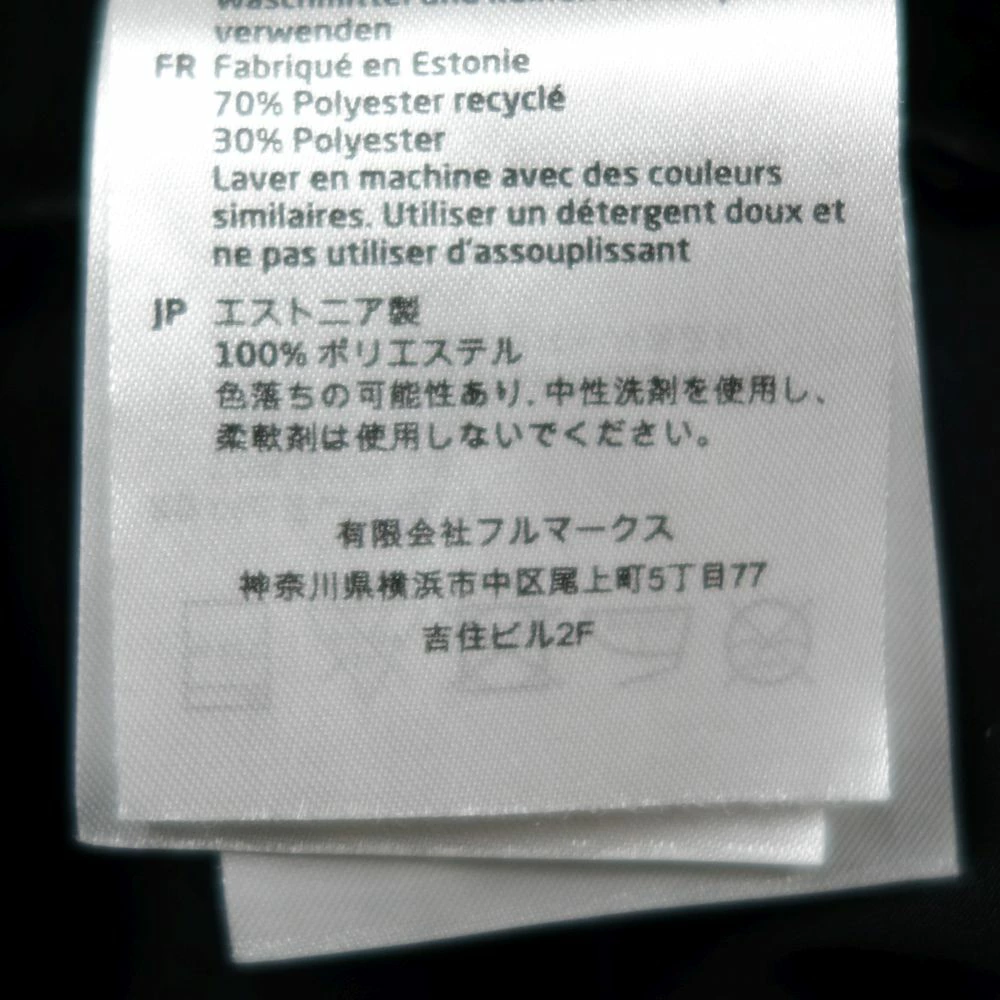 verwenden
FR Fabriqué en Estonie
70% Polyester recyclé
30% Polyester
Laver en machine avec des couleurs
similaires. Utiliser un détergent doux et
ne pas utiliser d'assouplissant
JP エストニア製
100% ポリエステル
色落ちの可能性あり.中性洗剤を使用し、
柔軟剤は使用しないでください。
有限会社フルマークス
神奈川県横浜市中区尾上町5丁目77
吉住ビル2F